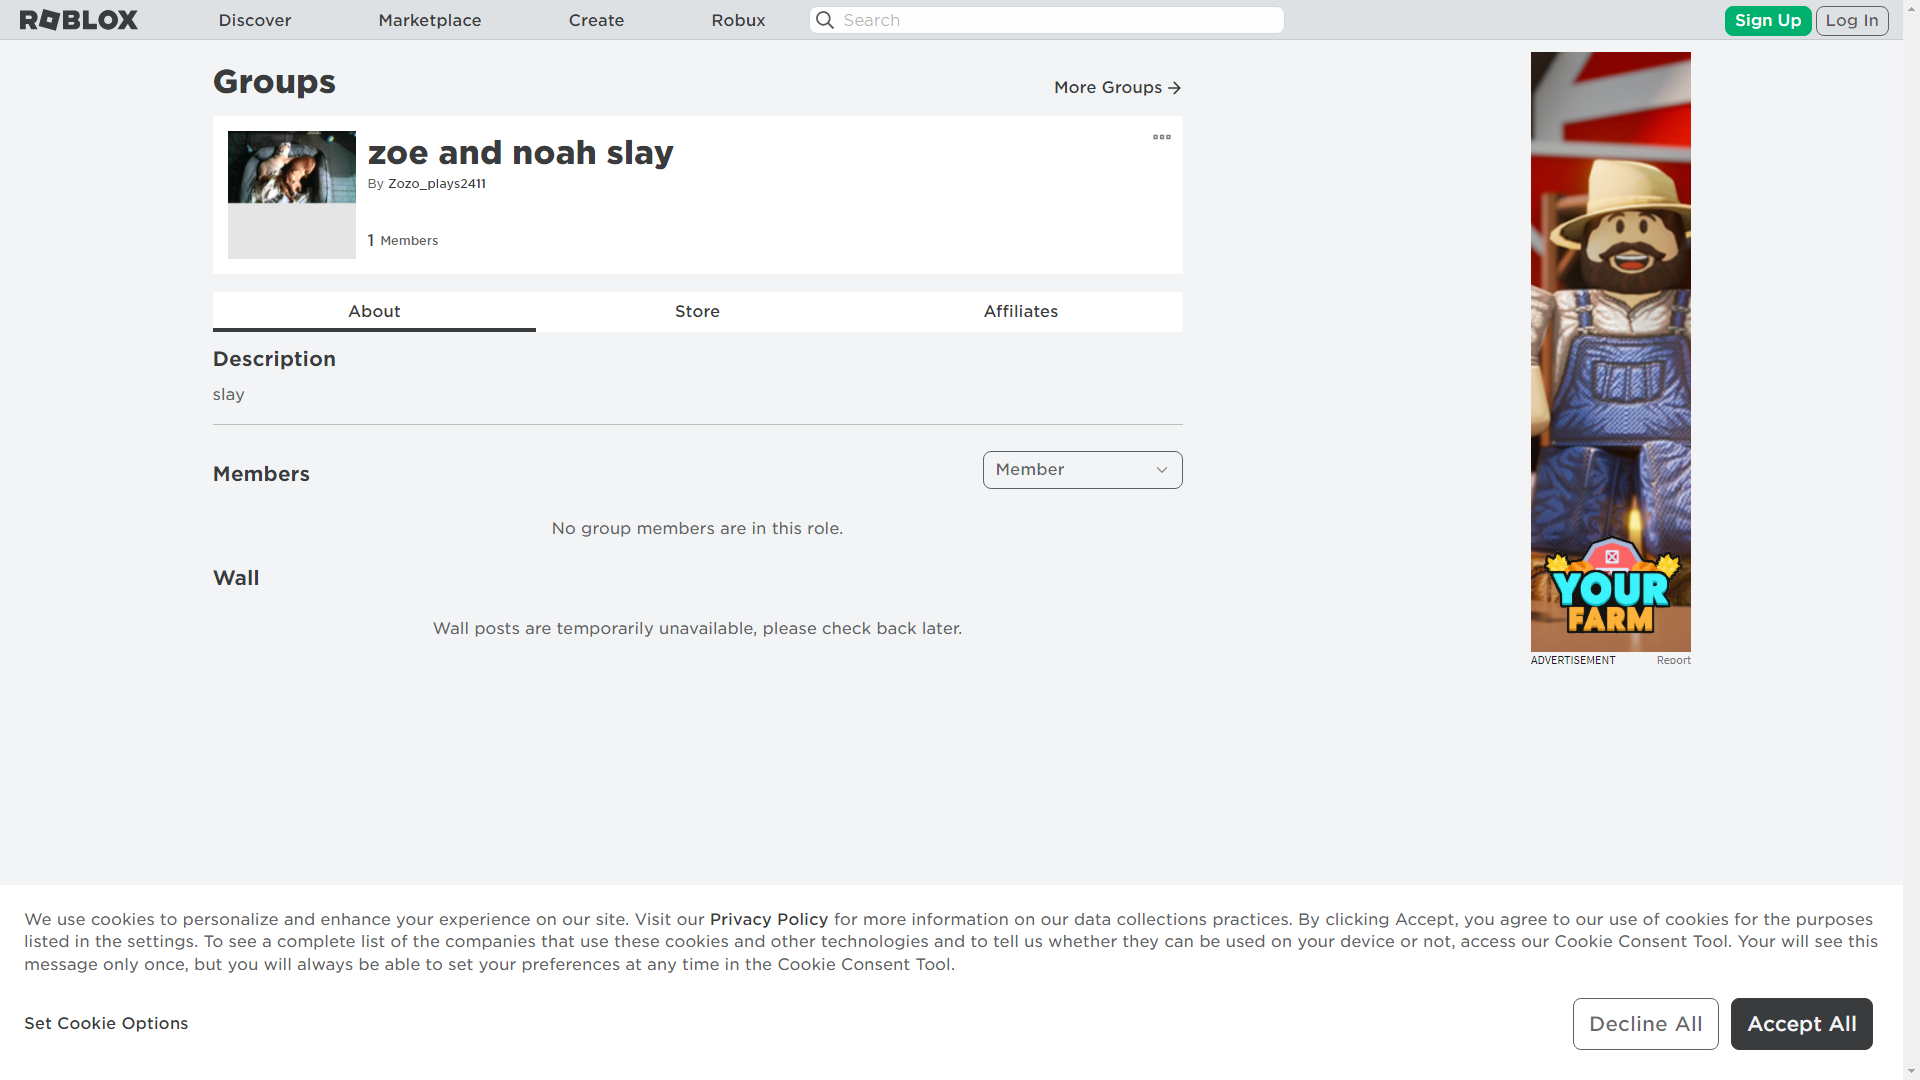 ROBLOX Discover Marketplace Create Robux Search Sign Up Log In
Groups
More Groups
zoe and noah slay
By Zozo_plays2411
1 Members
About Store Affiliates
Description
slay
Members
Member
No group members are in this role.
Wall
Wall posts are temporarily unavailable, please check back later.
YOUR
FARM
ADVERTISEMENT Report
We use cookies to personalize and enhance your experience on our site. Visit our Privacy Policy for more information on our data collections practices. By clicking Accept, you agree to our use of cookies for the purposes
listed in the settings. To see a complete list of the companies that use these cookies and other technologies and to tell us whether they can be used on your device or not, access our Cookie Consent Tool. Your will see this
message only once, but you will always be able to set your preferences at any time in the Cookie Consent Tool.
Set Cookie Options
Decline All
Accept All